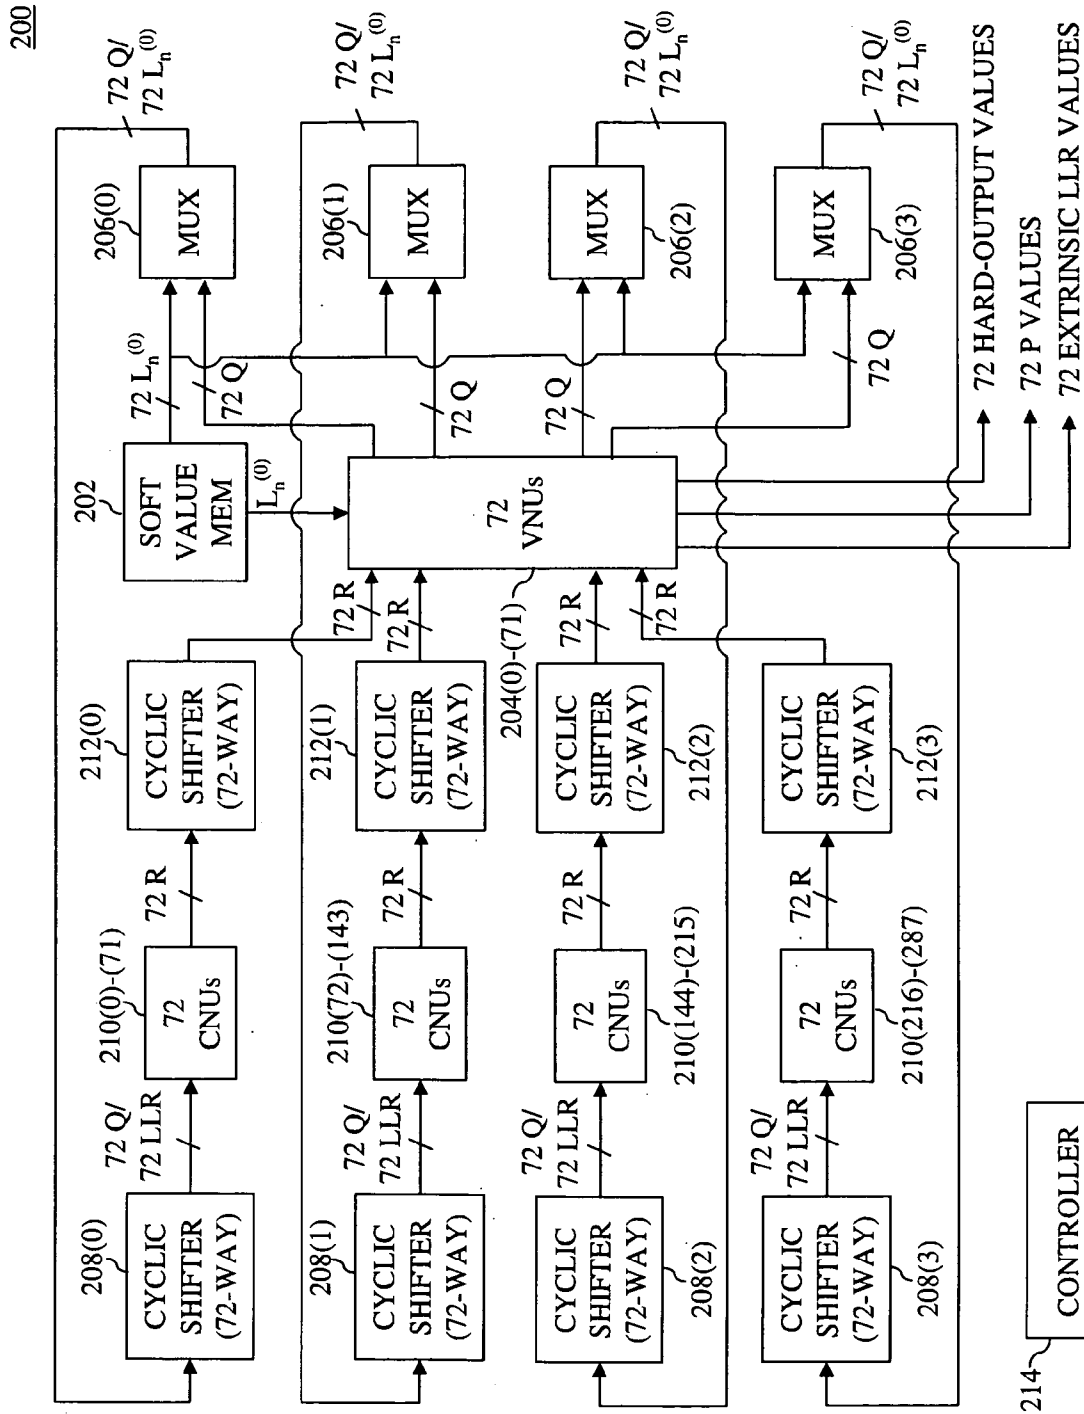 200
72 Q/
72 Lₙ⁽⁰⁾
72 Q/
72 Lₙ⁽⁰⁾
72 Q/
72 Lₙ⁽⁰⁾
72 Q/
72 Lₙ⁽⁰⁾
206(0)
MUX
206(1)
MUX
MUX
206(2)
MUX
206(3)
72 HARD-OUTPUT VALUES
72 P VALUES
72 EXTRINSIC LLR VALUES
72 Lₙ⁽⁰⁾
72 Q
72 Q
72 Q
72 Q
202
SOFT
VALUE
MEM
Lₙ⁽⁰⁾
72
VNUs
204(0)-(71)
72 R
72 R
72 R
72 R
212(0)
CYCLIC
SHIFTER
(72-WAY)
212(1)
CYCLIC
SHIFTER
(72-WAY)
CYCLIC
SHIFTER
(72-WAY)
212(2)
CYCLIC
SHIFTER
(72-WAY)
212(3)
72 R
72 R
72 R
72 R
210(0)-(71)
72
CNUs
210(72)-(143)
72
CNUs
72
CNUs
210(144)-(215)
72
CNUs
210(216)-(287)
72 Q/
72 LLR
72 Q/
72 LLR
72 Q/
72 LLR
72 Q/
72 LLR
208(0)
CYCLIC
SHIFTER
(72-WAY)
208(1)
CYCLIC
SHIFTER
(72-WAY)
CYCLIC
SHIFTER
(72-WAY)
208(2)
CYCLIC
SHIFTER
(72-WAY)
208(3)
214
CONTROLLER